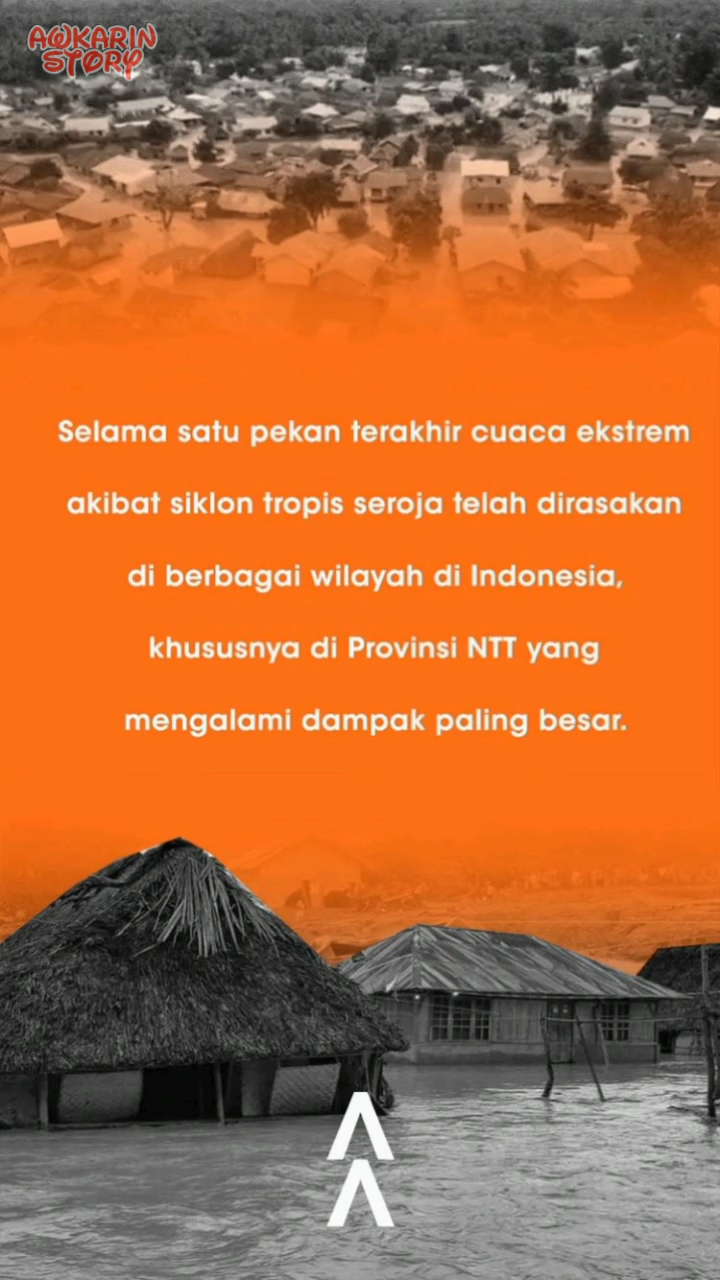 AWKARIN
STORY
Selama satu pekan terakhir cuaca ekstrem
akibat siklon tropis seroja telah dirasakan
di berbagai wilayah di Indonesia,
khususnya di Provinsi NTT yang
mengalami dampak paling besar.